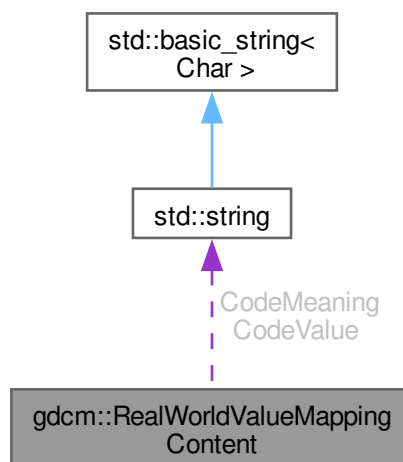 std::basic_string<
Char >
std::string
CodeMeaning
CodeValue
gdcm::RealWorldValueMapping
Content